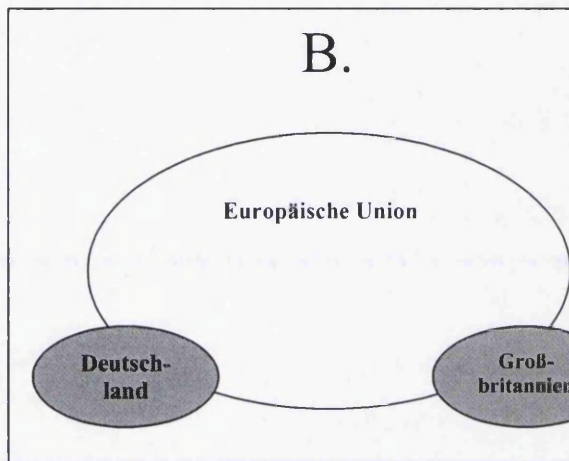 B.
Europäische Union
Deutsch-
land
Groß-
britannien